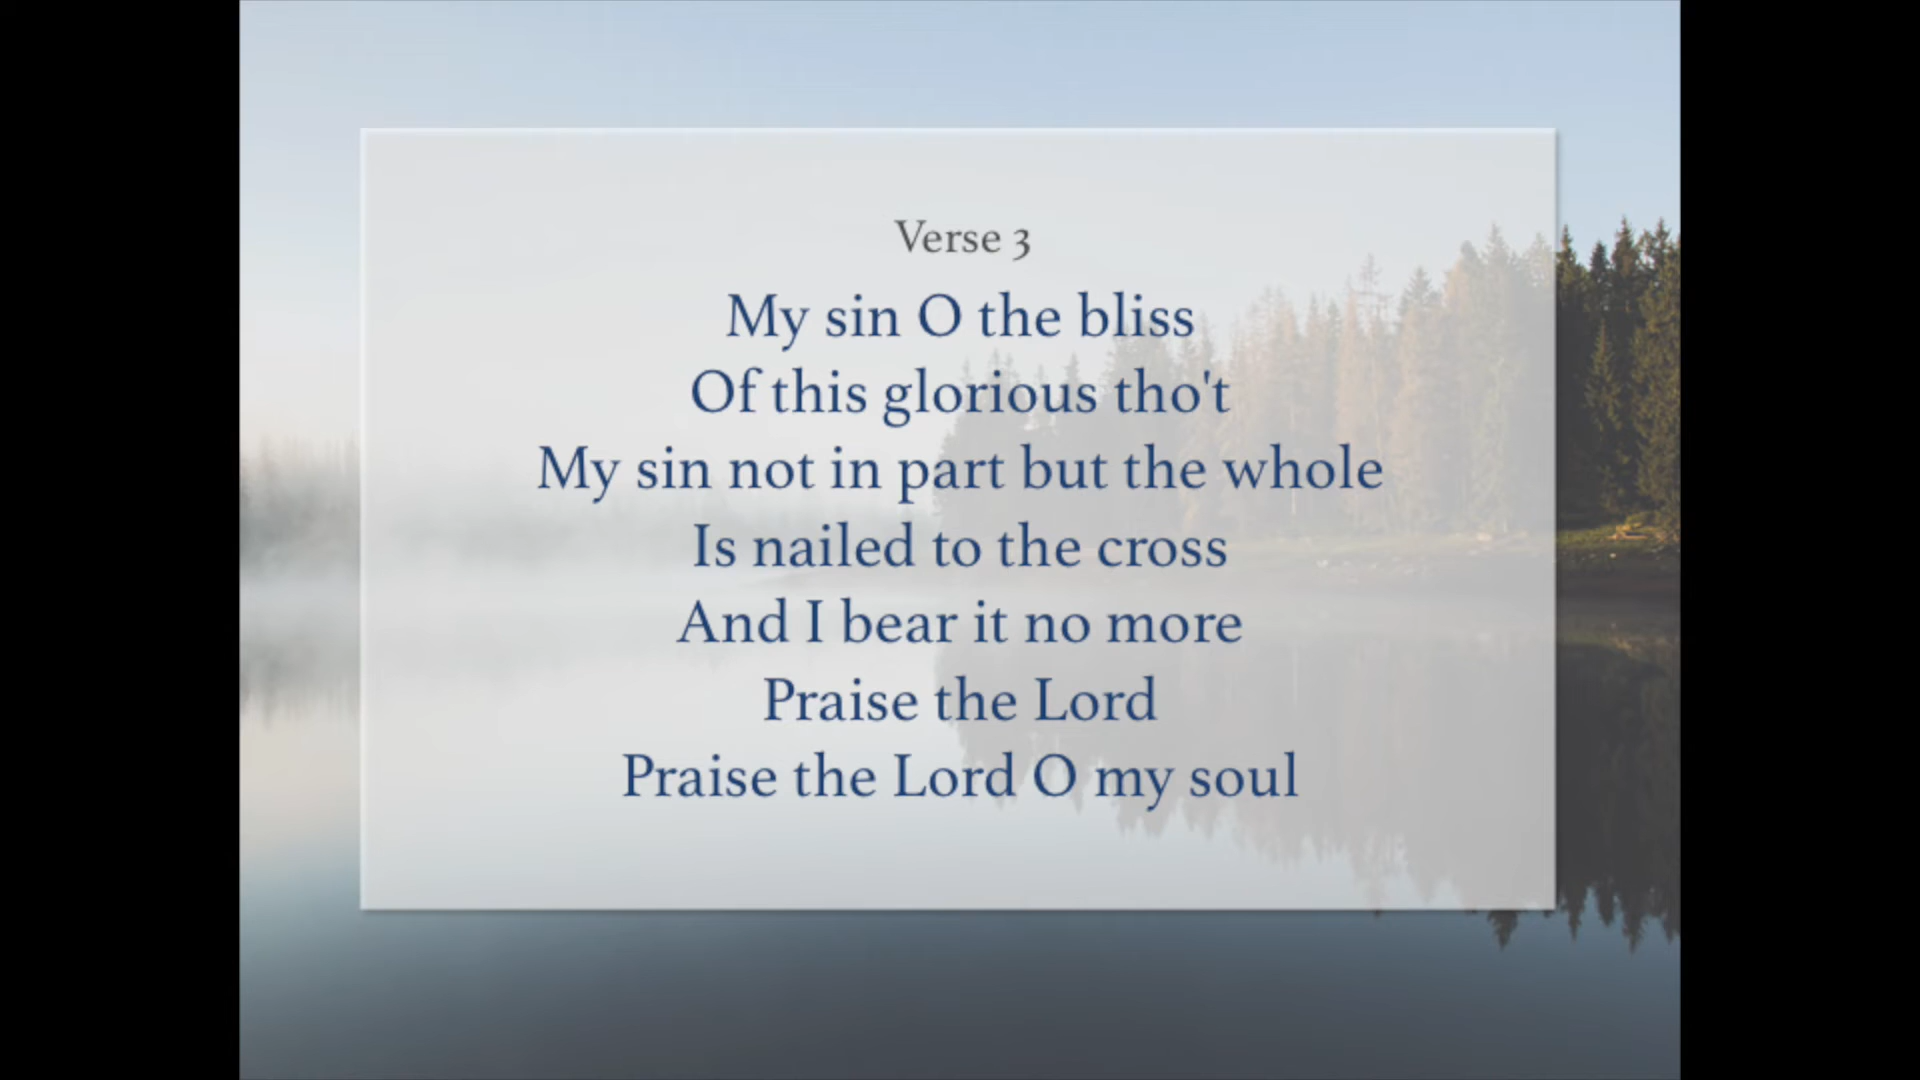 Verse 3
My sin O the bliss
Of this glorious tho't
My sin not in part but the whole
Is nailed to the cross
And I bear it no more
Praise the Lord
Praise the Lord O my soul